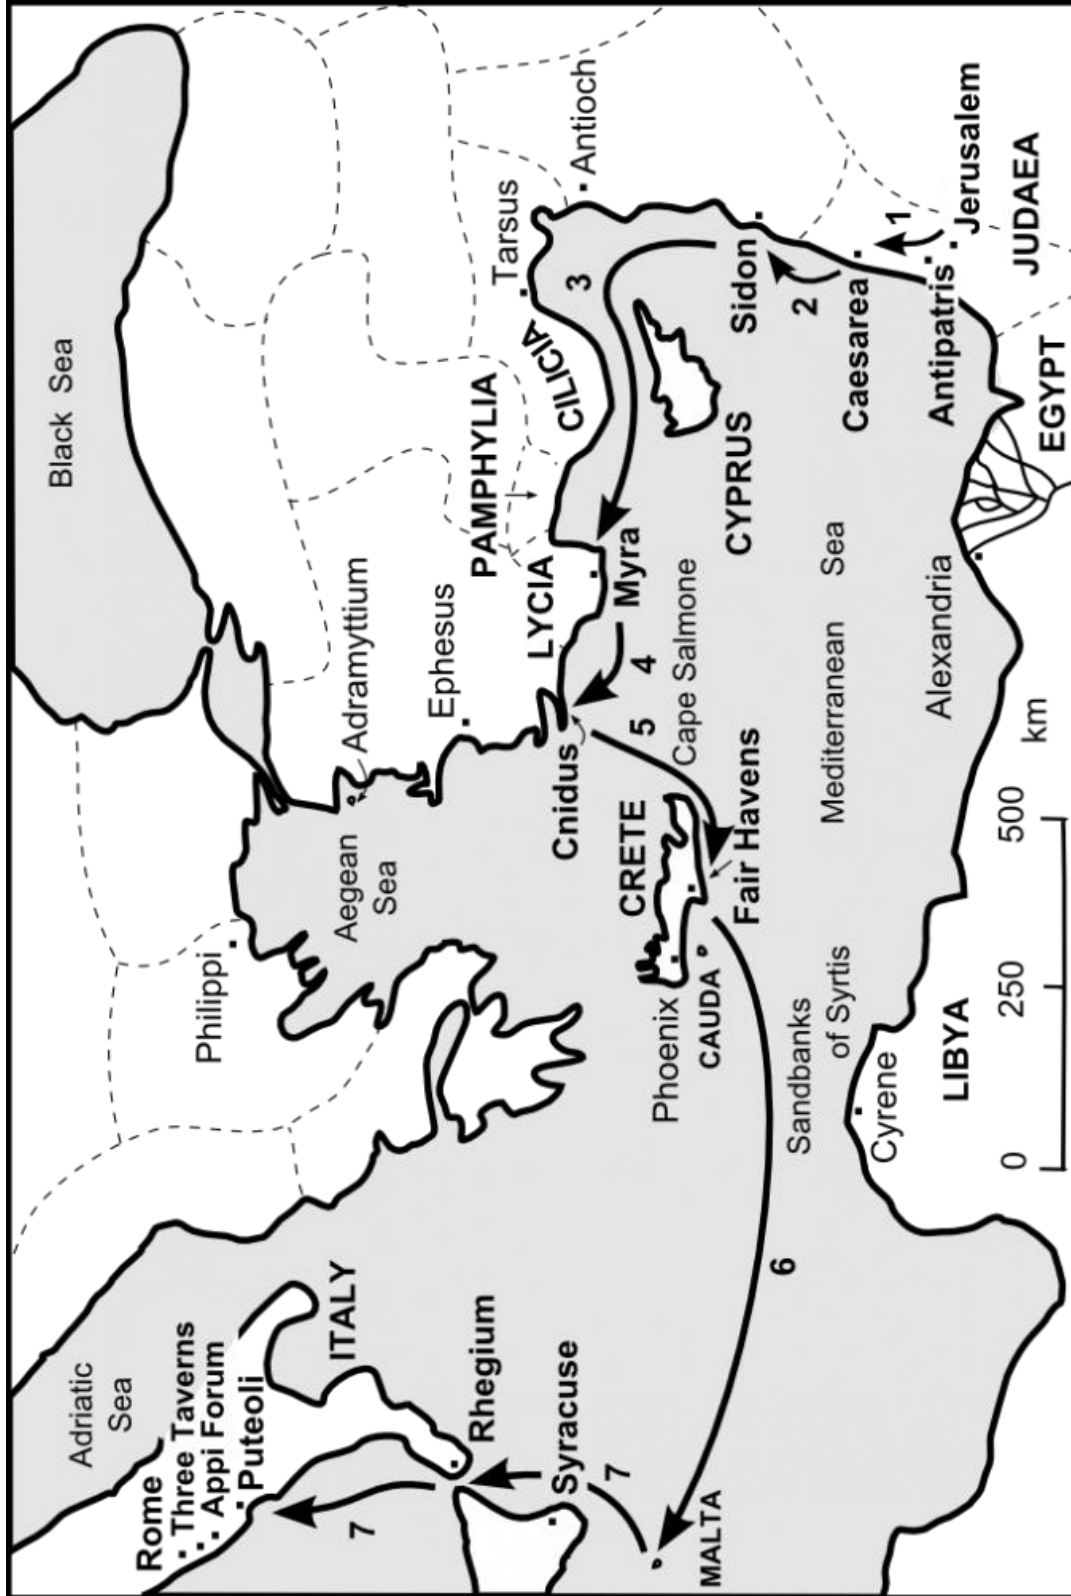 Black Sea
Adriatic
Sea
Rome
Three Taverns
Appi Forum
Puteoli
ITALY
Rhegium
Syracuse
MALTA
Philippi
Aegean
Sea
Adramyttium
Ephesus
PAMPHYLIA
LYCIA
CILICIA
Tarsus
Antioch
Cnidus
Myra
CRETE
Cape Salmone
Fair Havens
Phoenix
CAUDA
CYPRUS
Sidon
Caesarea
Antipatris
Jerusalem
JUDAEA
EGYPT
Alexandria
Mediterranean Sea
Sandbanks
of Syrtis
Cyrene
LIBYA
1
2
3
4
5
6
7
7
0 250 500 km